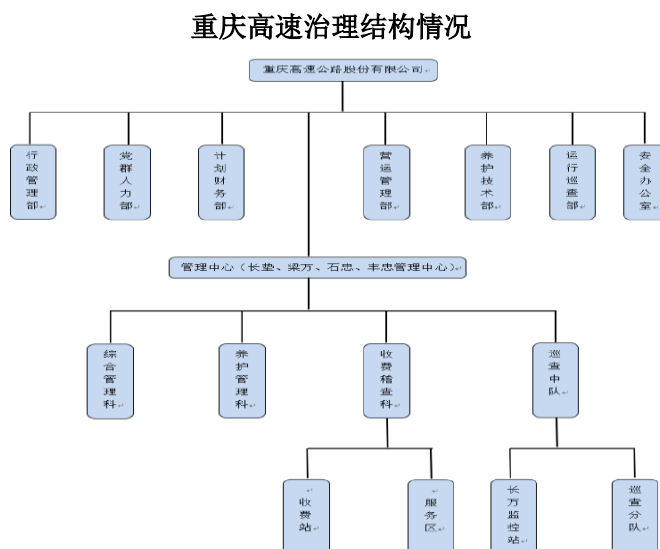 重庆高速治理结构情况
重庆高速公路股份有限公司
行政管理部
党群人力部
计划财务部
营运管理部
养护技术部
运行巡查部
安全办公室
管理中心（长垫、梁万、石忠、丰忠管理中心）
综合管理科
养护管理科
收费稽查科
巡查中队
收费站
服务区
长万监控站
巡查分队